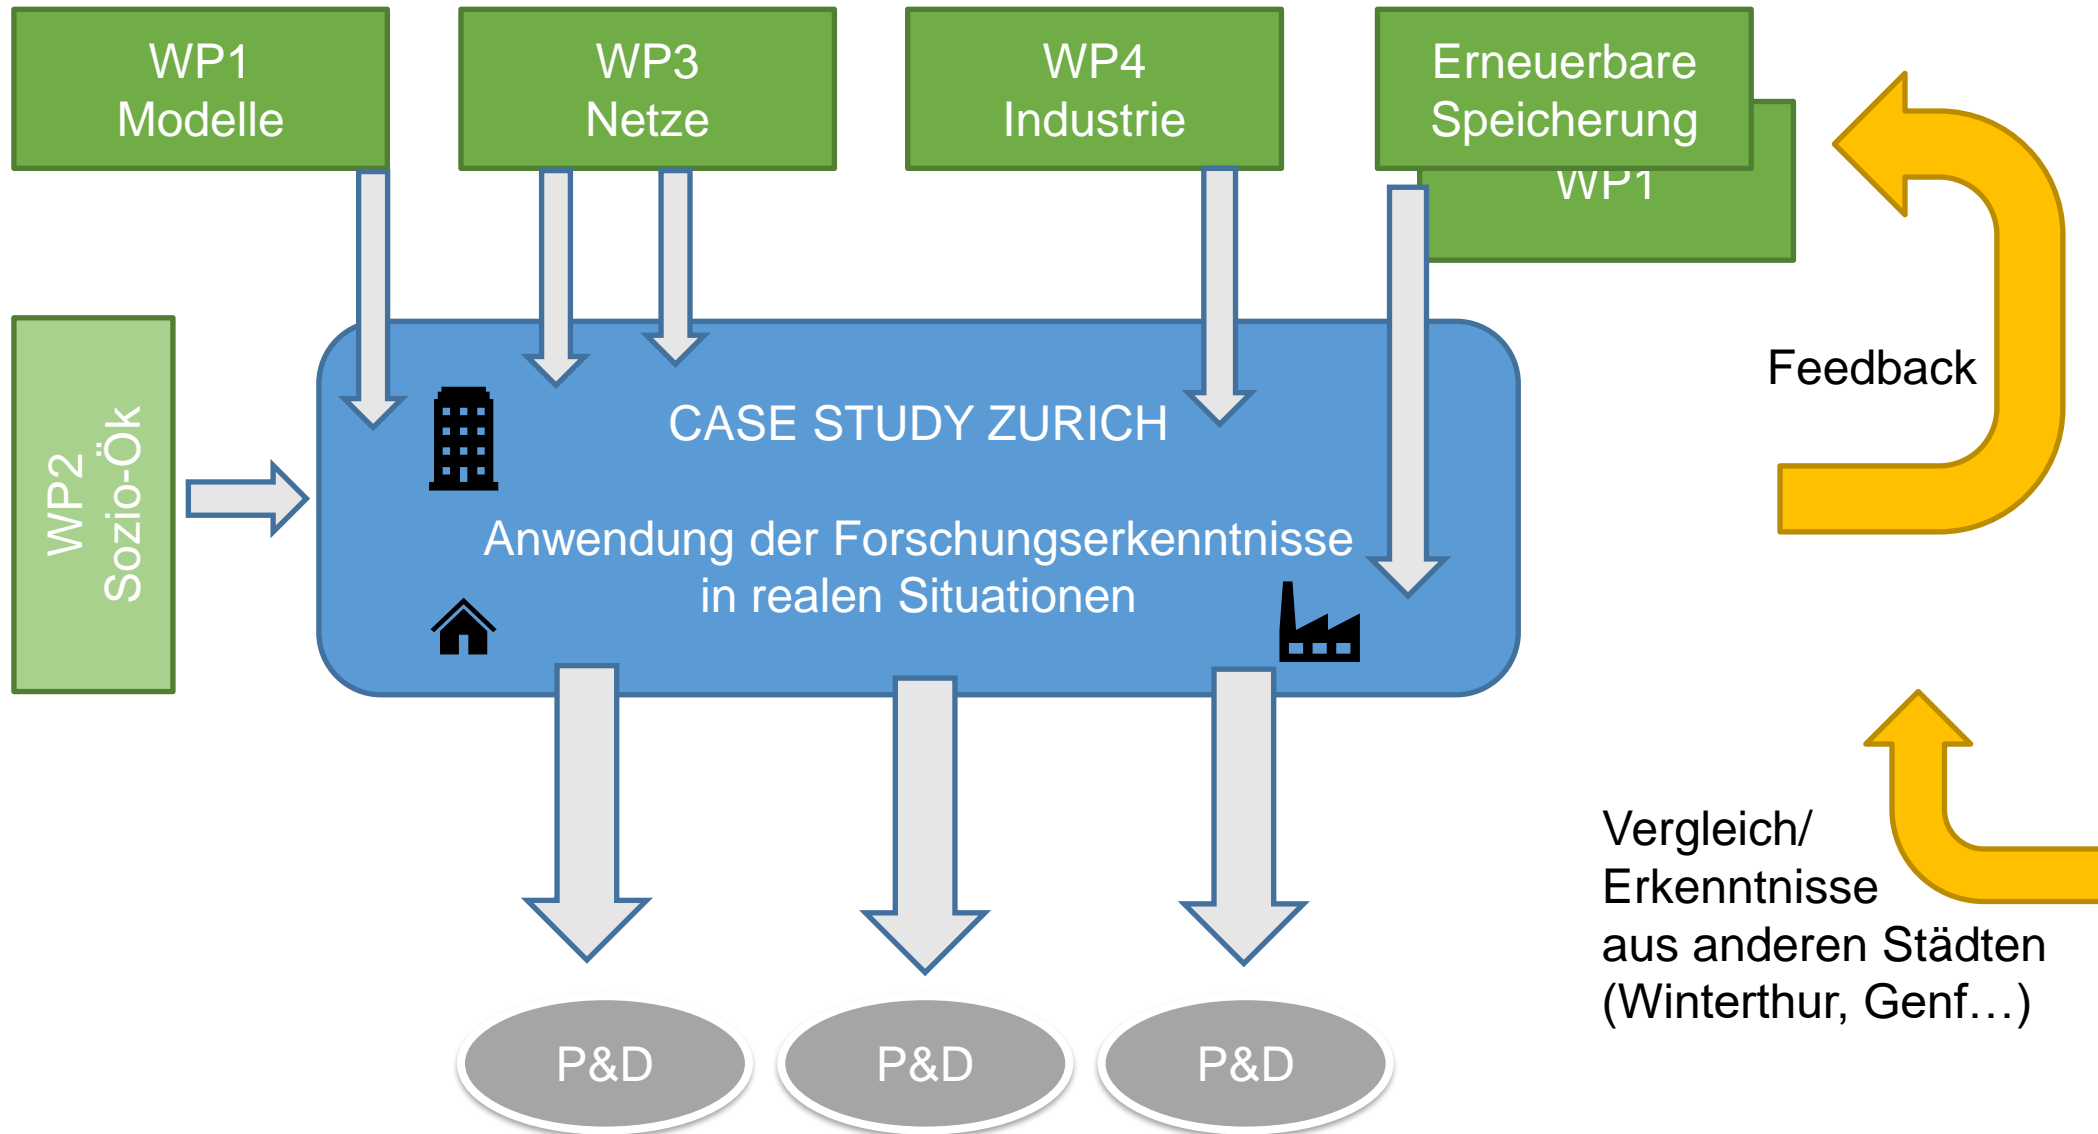 WP1
Modelle
WP3
Netze
WP4
Industrie
Erneuerbare
Speicherung
WP1
Feedback
WP2
Sozio-Ök
CASE STUDY ZURICH
Anwendung der Forschungserkenntnisse
in realen Situationen
Vergleich/
Erkenntnisse
aus anderen Städten
(Winterthur, Genf…)
P&D
P&D
P&D